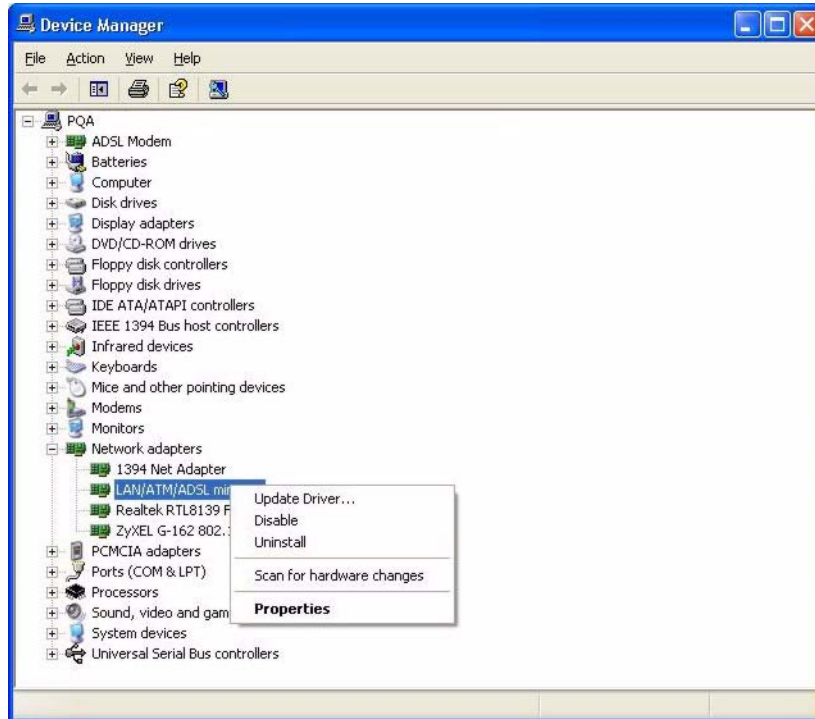 Device Manager
File Action View Help
PQA
ADSL Modem
Batteries
Computer
Disk drives
Display adapters
DVD/CD-ROM drives
Floppy disk controllers
Floppy disk drives
IDE ATA/ATAPI controllers
IEEE 1394 Bus host controllers
Infrared devices
Keyboards
Mice and other pointing devices
Modems
Monitors
Network adapters
1394 Net Adapter
LAN/ATM/ADSL
Realtek RTL8139
ZyXEL G-162
PCMCIA adapters
Ports (COM & LPT)
Processors
Sound, video and
System devices
Universal Serial Bus controllers
Update Driver...
Disable
Uninstall
Scan for hardware changes
Properties